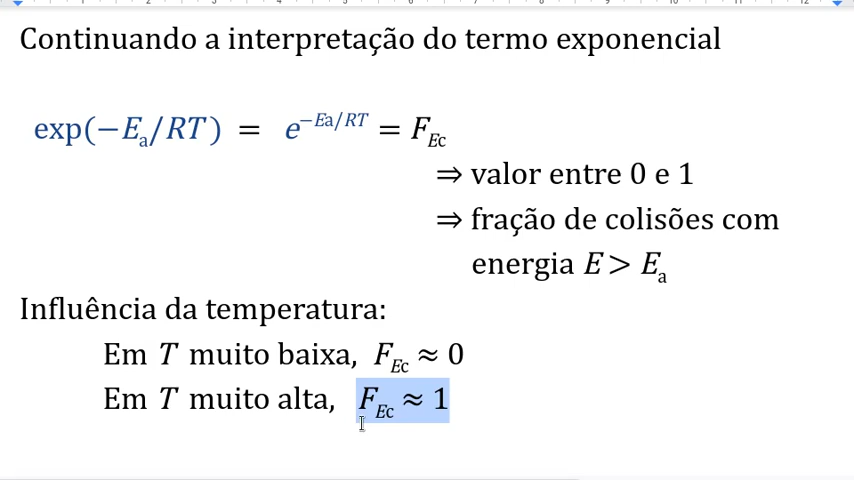 Continuando a interpretação do termo exponencial
exp(−Ea/RT) = e^−Ea/RT = FEc
⇒ valor entre 0 e 1
⇒ fração de colisões com
energia E > Ea
Influência da temperatura:
Em T muito baixa, FEc ≈ 0
Em T muito alta, FEc ≈ 1